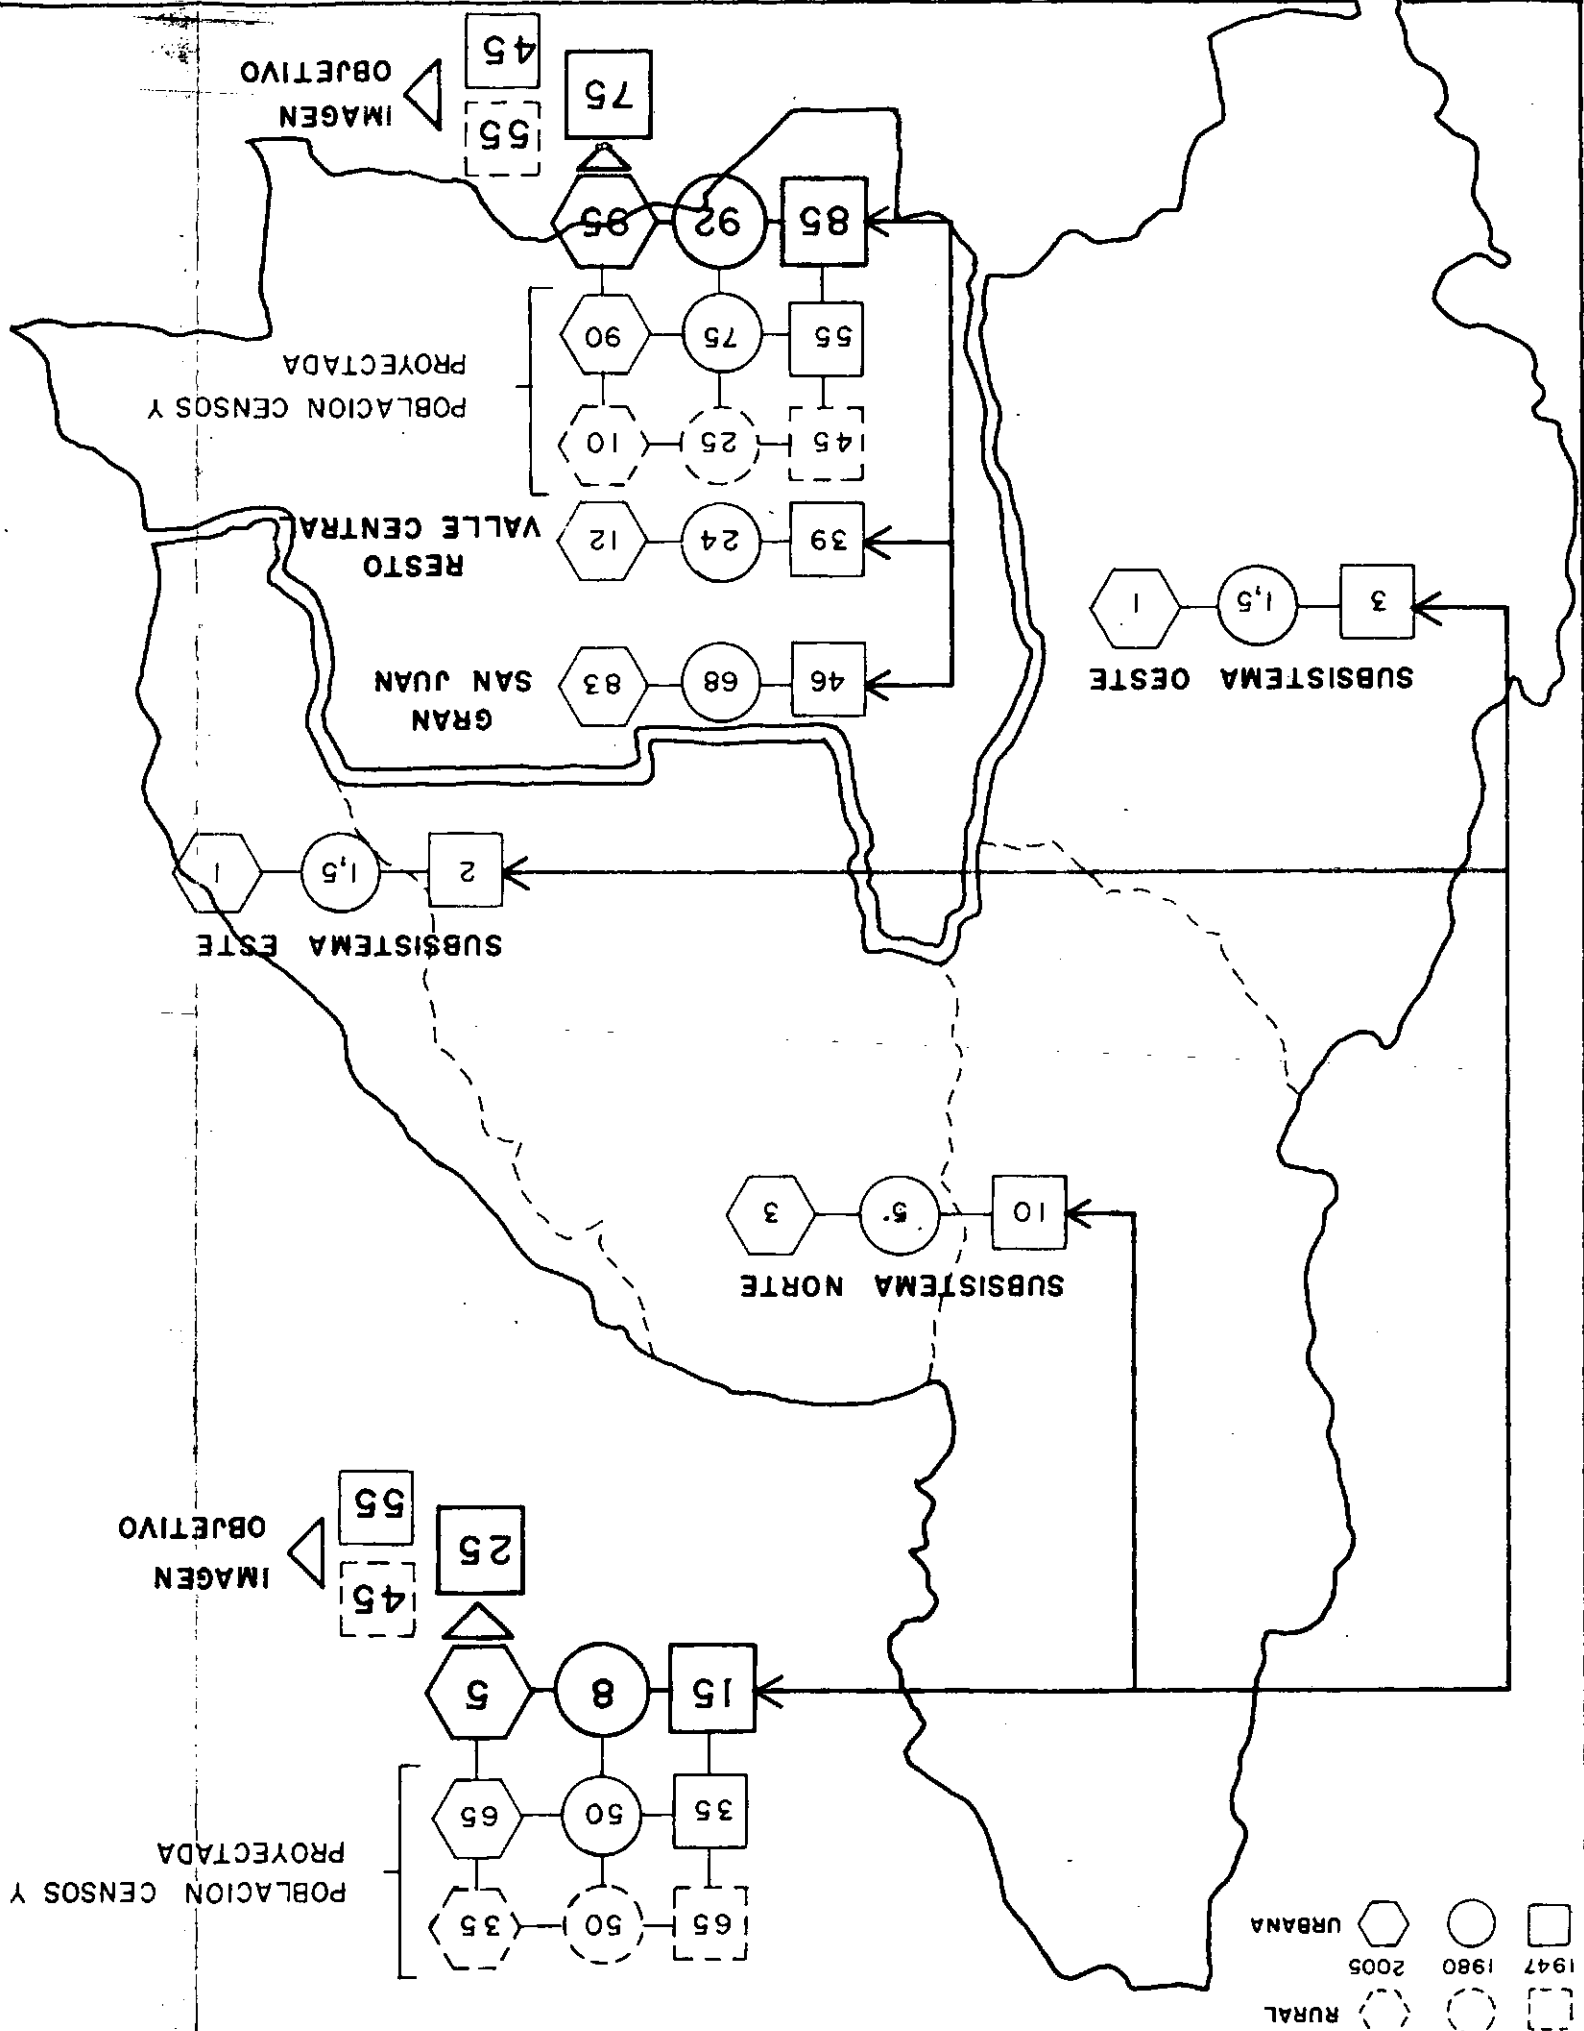 RURAL
1947 1980 2005
URBANA
65 50 35
POBLACION CENSOS Y
PROYECTADA
35 50 65
15 8 5
45
25
55
IMAGEN
OBJETIVO
SUBSISTEMA NORTE
10 5 3
SUBSISTEMA ESTE
2 1,5 1
SUBSISTEMA OESTE
3 1,5 1
GRAN
SAN JUAN
46 68 83
RESTO
VALLE CENTRA
39 24 12
45 25 10
POBLACION CENSOS Y
PROYECTADA
55 75 90
85 92 95
55
75
45
IMAGEN
OBJETIVO